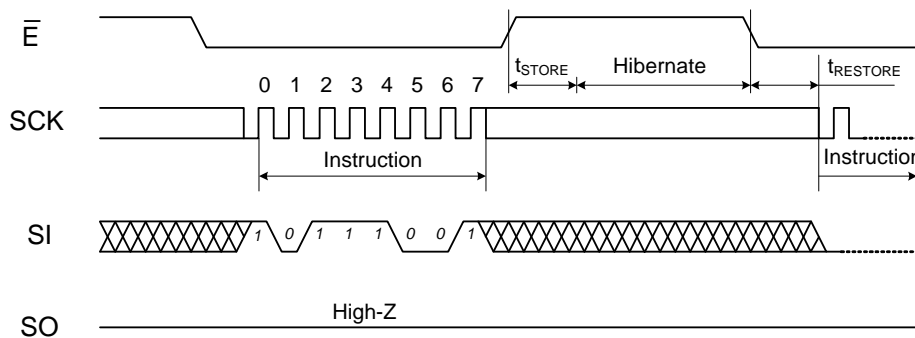 E̅
t_STORE Hibernate t_RESTORE
0 1 2 3 4 5 6 7
SCK
Instruction Instruction
SI 1 0 1 1 1 0 0 1
High-Z
SO